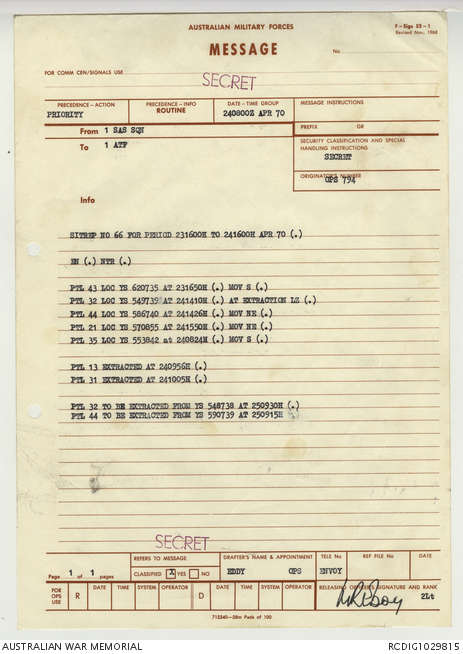 AUSTRALIAN MILITARY FORCES
F-Sigs 52-1
Revised Nov., 1968
MESSAGE
No.
FOR COMM CEN/SIGNALS USE
SECRET
PRECEDENCE - ACTION
PRIORITY
PRECEDENCE - INFO
ROUTINE
DATE - TIME GROUP
240800Z APR 70
MESSAGE INSTRUCTIONS
From 1 SAS SQN
PREFIX OR
To 1 ATF
SECURITY CLASSIFICATION AND SPECIAL
HANDLING INSTRUCTIONS
SECRET
ORIGINATOR'S NUMBER
OPS 794
Info
SITREP NO 66 FOR PERIOD 231600H TO 241600H APR 70 (.)
EN (.) NTR (.)
PTL 43 LOC YS 620735 AT 231650H (.) MOV S (.)
PTL 32 LOC YS 549739 AT 241410H (.) AT EXTRACTION LZ (.)
PTL 44 LOC YS 586740 AT 241426H (.) MOV NE (.)
PTL 21 LOC YS 570855 AT 241550H (.) MOV NE (.)
PTL 35 LOC YS 553842 at 240824H (.) MOV S (.)
PTL 13 EXTRACTED AT 240956H (.)
PTL 31 EXTRACTED AT 241005H (.)
PTL 32 TO BE EXTRACTED FROM YS 548738 AT 250930H (.)
PTL 44 TO BE EXTRACTED FROM YS 590739 AT 250915H
SECRET
Page 1 of 1 pages
REFERS TO MESSAGE
CLASSIFIED X YES NO
DRAFTER'S NAME & APPOINTMENT
EDDY OPS
TELE No
ENVOY
REF FILE No
DATE
FOR
OPS
USE
R DATE TIME SYSTEM OPERATOR
D DATE TIME SYSTEM OPERATOR
RELEASING OFFICER'S SIGNATURE AND RANK
2Lt
AUSTRALIAN WAR MEMORIAL
RCDIG1029815